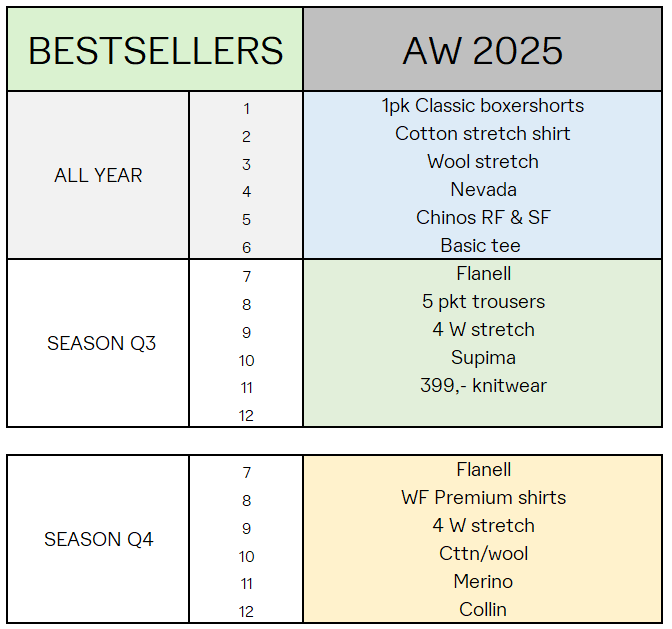 BESTSELLERS AW 2025
ALL YEAR
1 1pk Classic boxershorts
2 Cotton stretch shirt
3 Wool stretch
4 Nevada
5 Chinos RF & SF
6 Basic tee
SEASON Q3
7 Flanell
8 5 pkt trousers
9 4 W stretch
10 Supima
11 399,- knitwear
12
SEASON Q4
7 Flanell
8 WF Premium shirts
9 4 W stretch
10 Cttn/wool
11 Merino
12 Collin